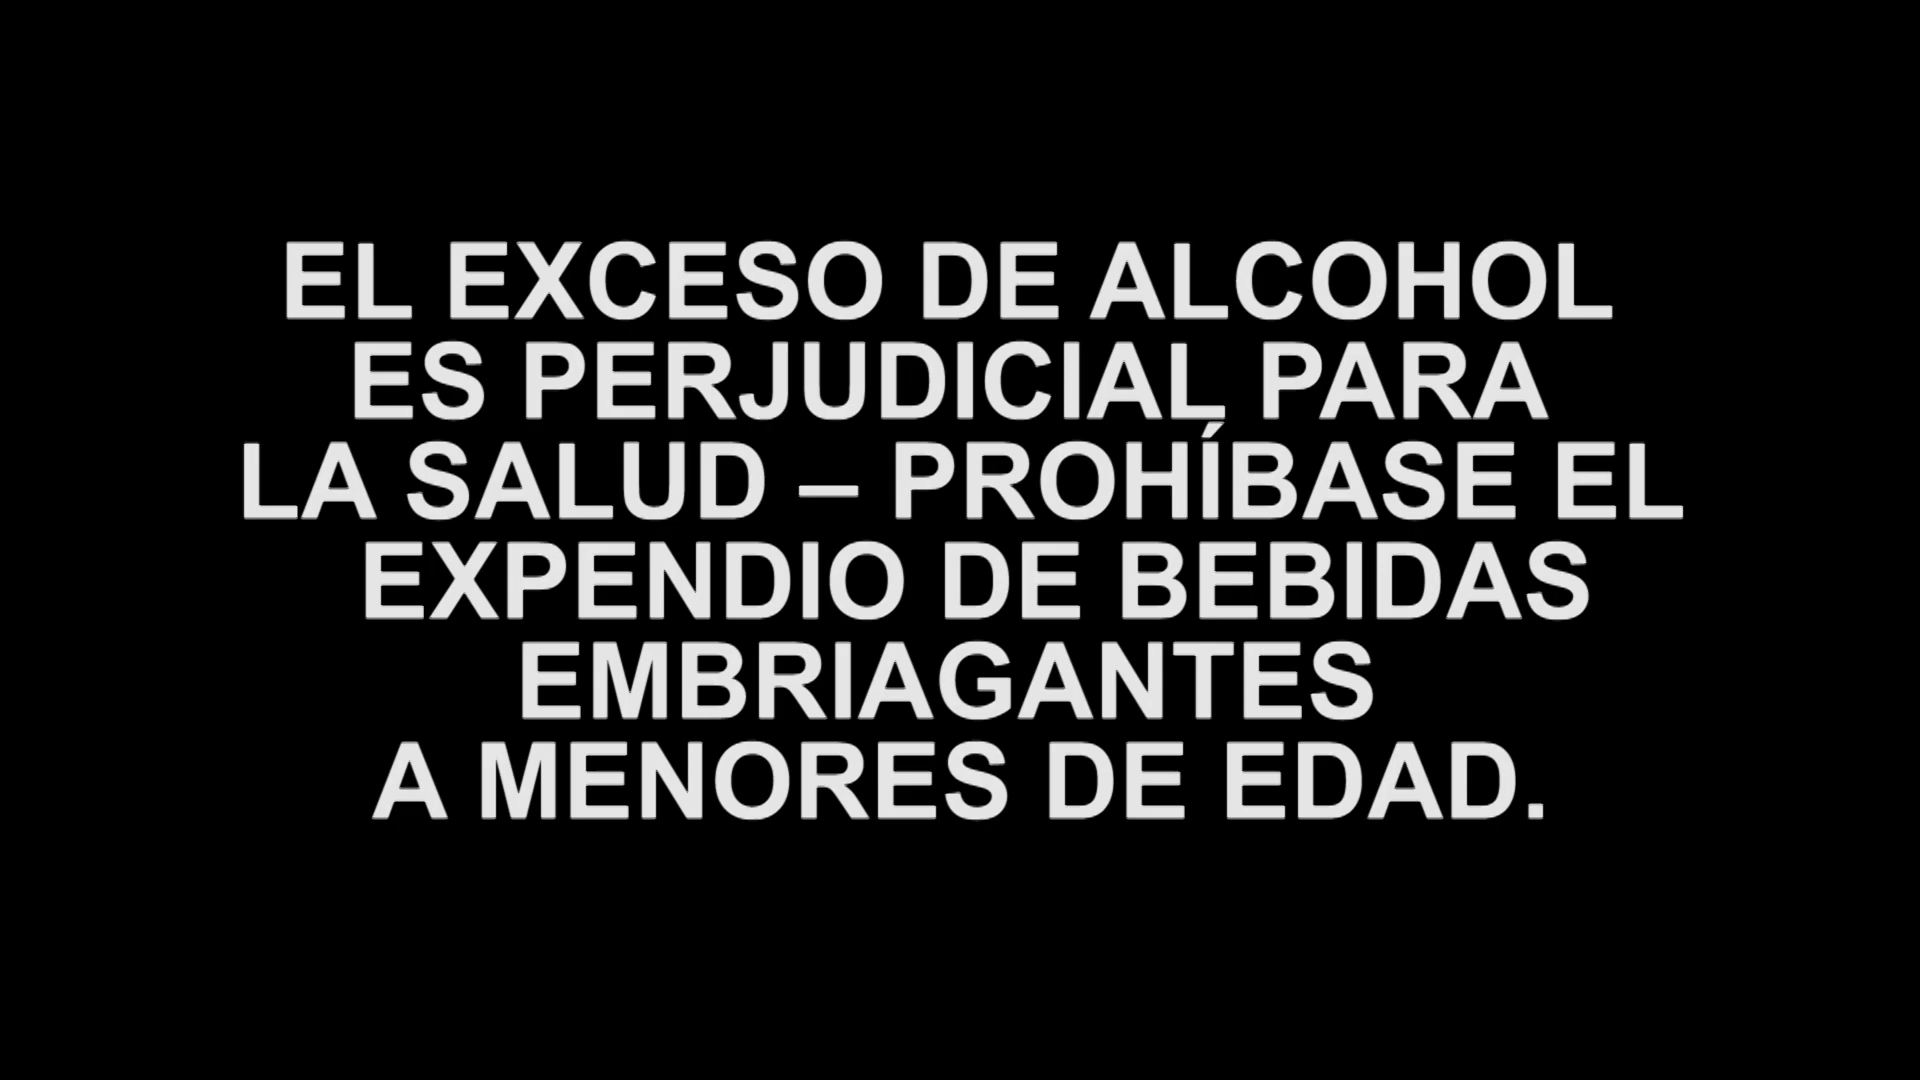 EL EXCESO DE ALCOHOL
ES PERJUDICIAL PARA
LA SALUD – PROHÍBASE EL
EXPENDIO DE BEBIDAS
EMBRIAGANTES
A MENORES DE EDAD.